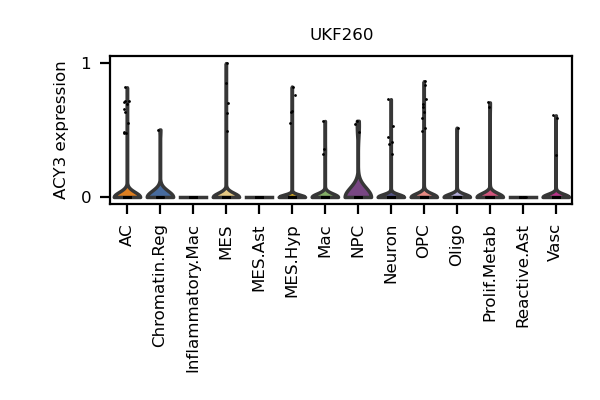 UKF260
ACY3 expression
1
0
AC
Chromatin.Reg
Inflammatory.Mac
MES
MES.Ast
MES.Hyp
Mac
NPC
Neuron
OPC
Oligo
Prolif.Metab
Reactive.Ast
Vasc